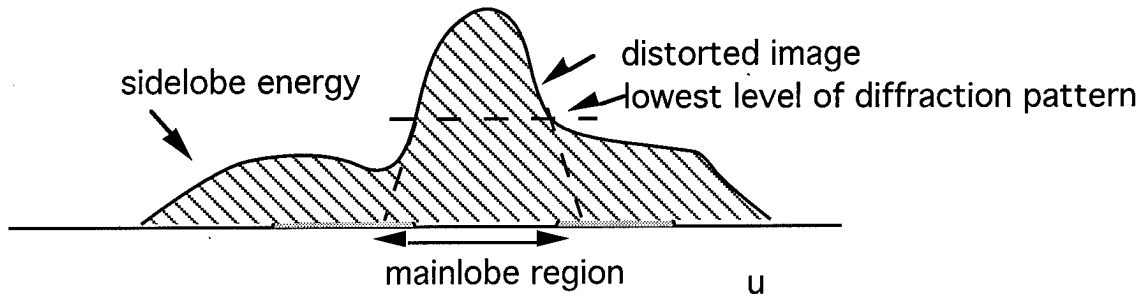 distorted image
sidelobe energy
lowest level of diffraction pattern
mainlobe region
u